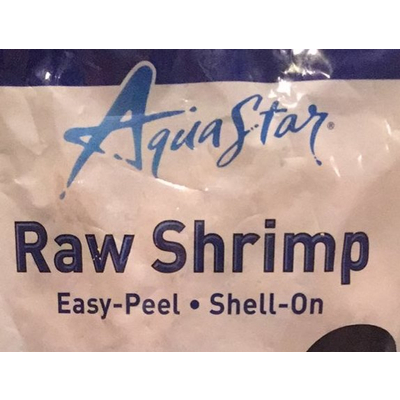 AquaStar®
Raw Shrimp
Easy-Peel • Shell-On